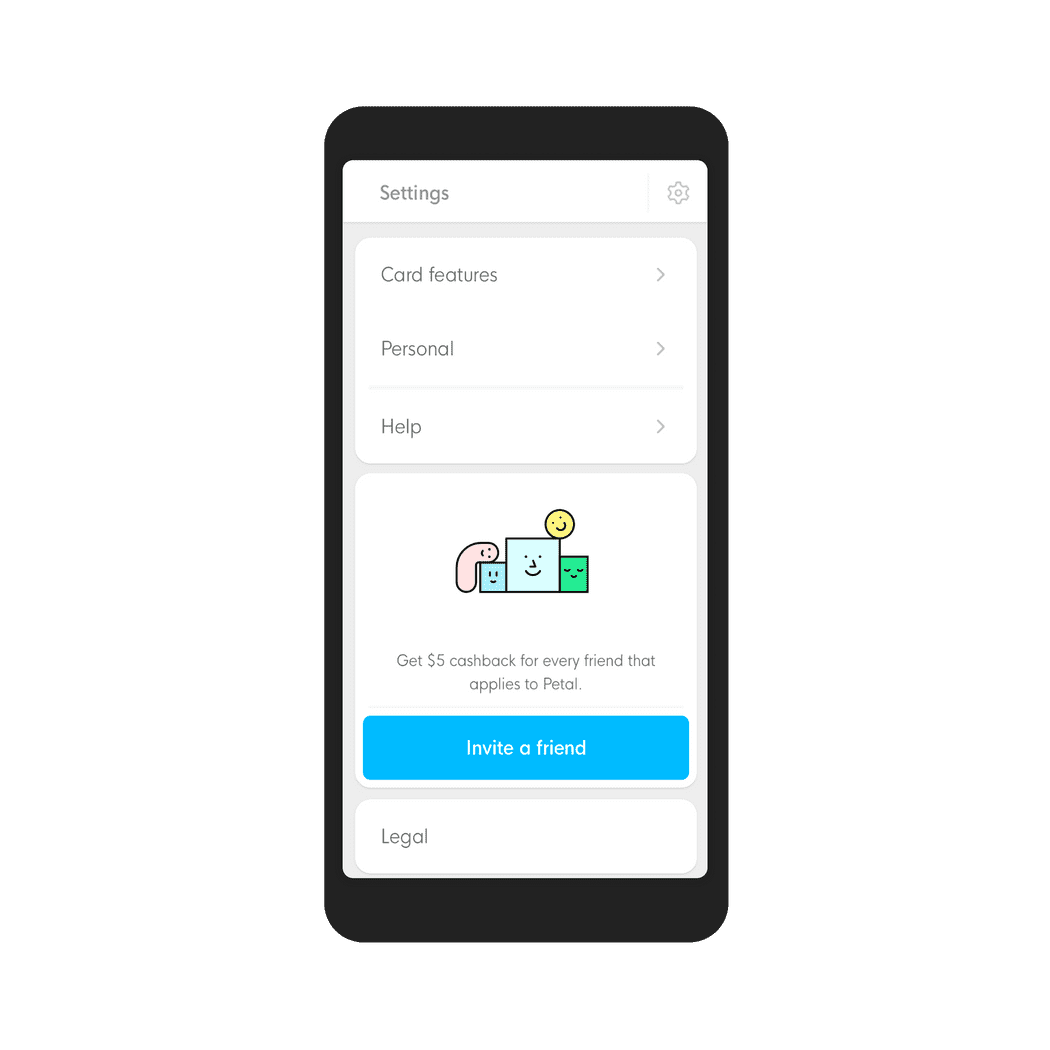 Settings
Card features
Personal
Help
Get $5 cashback for every friend that
applies to Petal.
Invite a friend
Legal